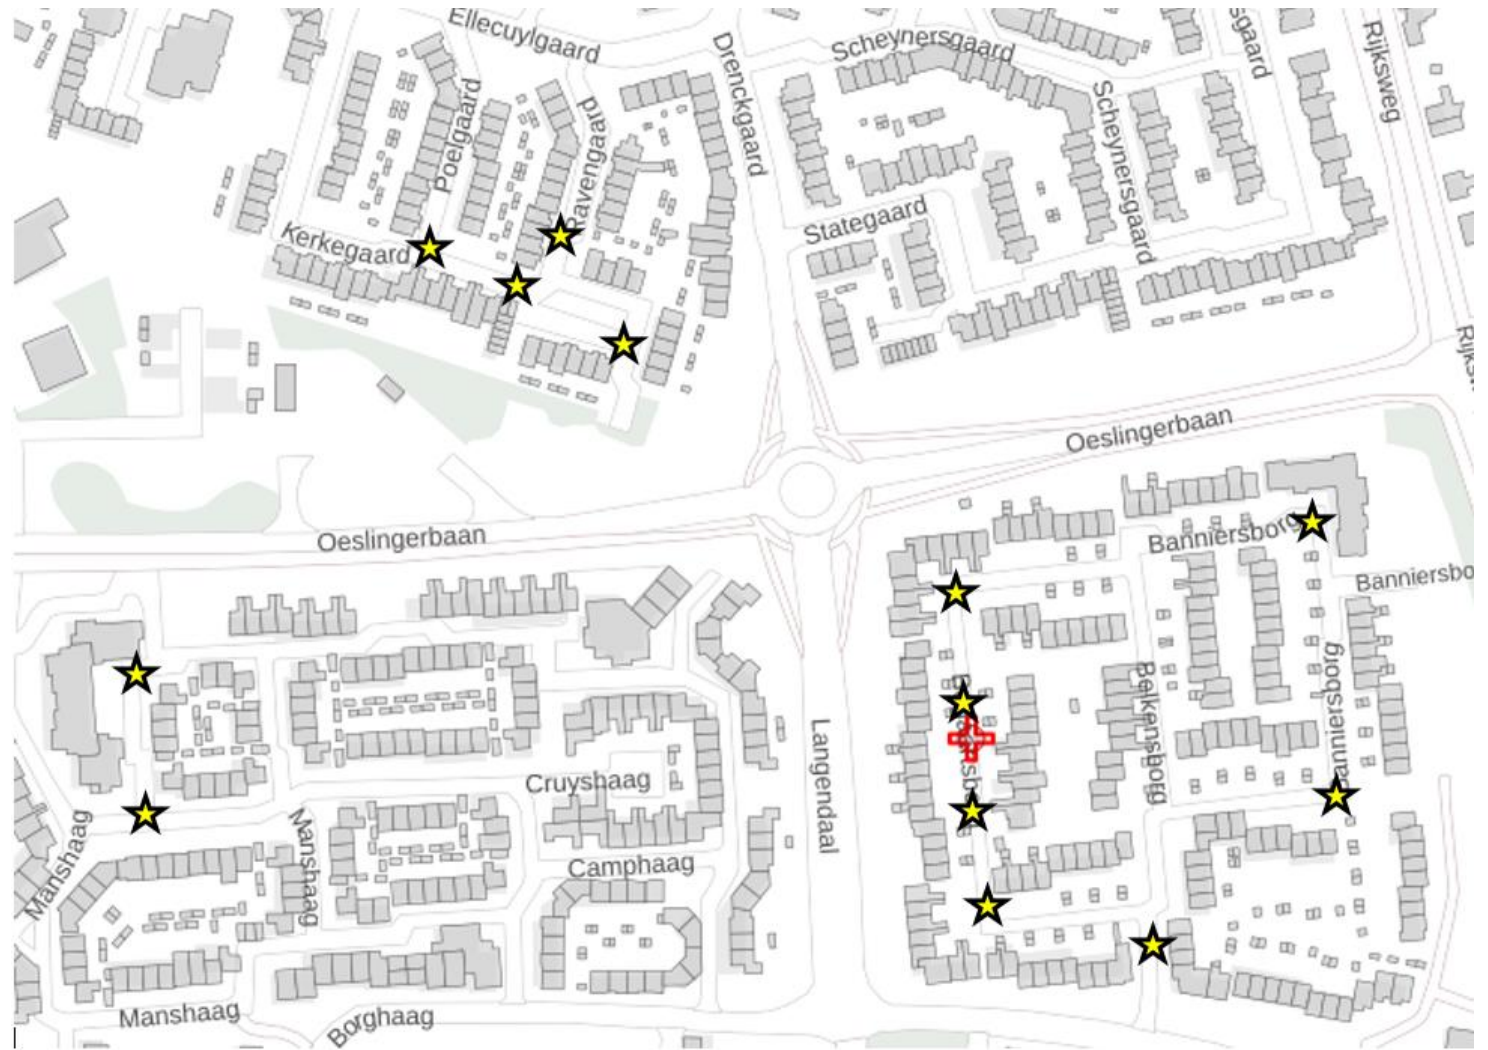 Ellecuylgaard
Drenckgaard
Scheynersgaard
sgaard
Rijksweg
Poelgaard
Ravengaard
Scheynersgaard
Kerkegaard
Stategaard
Oeslingerbaan
Oeslingerbaan
Banniersborg
Banniersbo
Banniersborg
Belkensborg
Langendaal
Cruyshaag
Camphaag
Manshaag
Manshaag
Manshaag
Borghaag